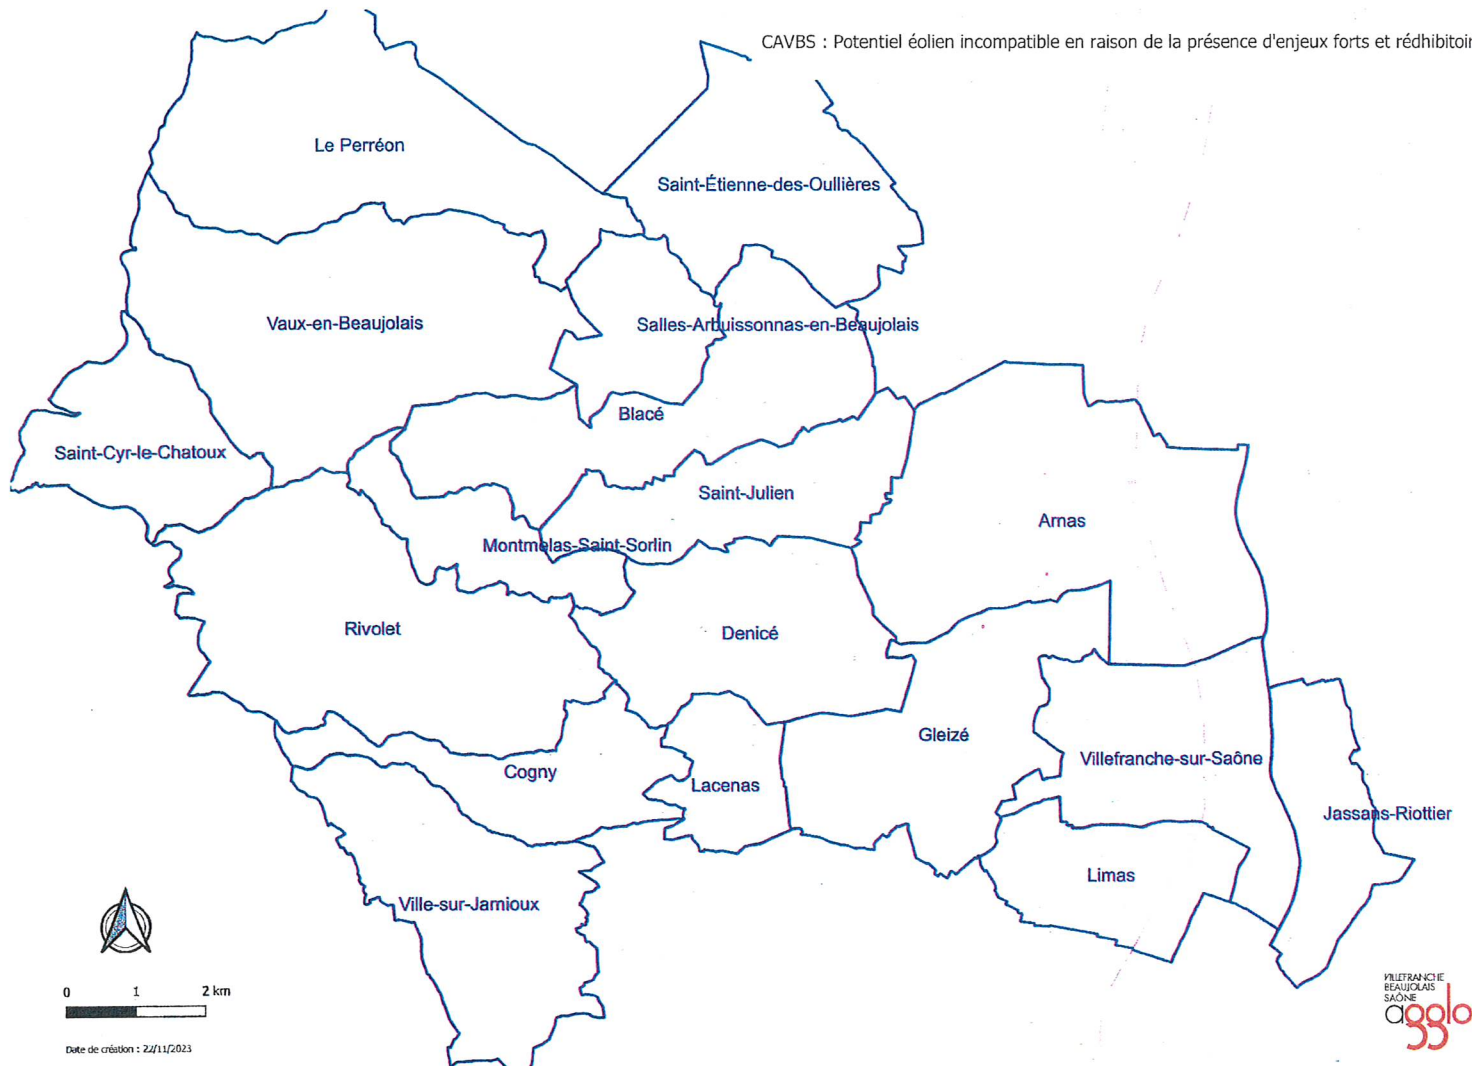 CAVBS : Potentiel éolien incompatible en raison de la présence d'enjeux forts et rédhibitoir
Le Perréon
Saint-Étienne-des-Oullières
Vaux-en-Beaujolais
Salles-Arbuissonnas-en-Beaujolais
Blacé
Saint-Cyr-le-Chatoux
Saint-Julien
Arnas
Montmelas-Saint-Sorlin
Rivolet
Denicé
Gleizé
Villefranche-sur-Saône
Cogny
Lacenas
Jassans-Riottier
Limas
Ville-sur-Jarnioux
0 1 2 km
Date de création : 22/11/2023
VILLEFRANCHE
BEAUJOLAIS
SAÔNE
agglo